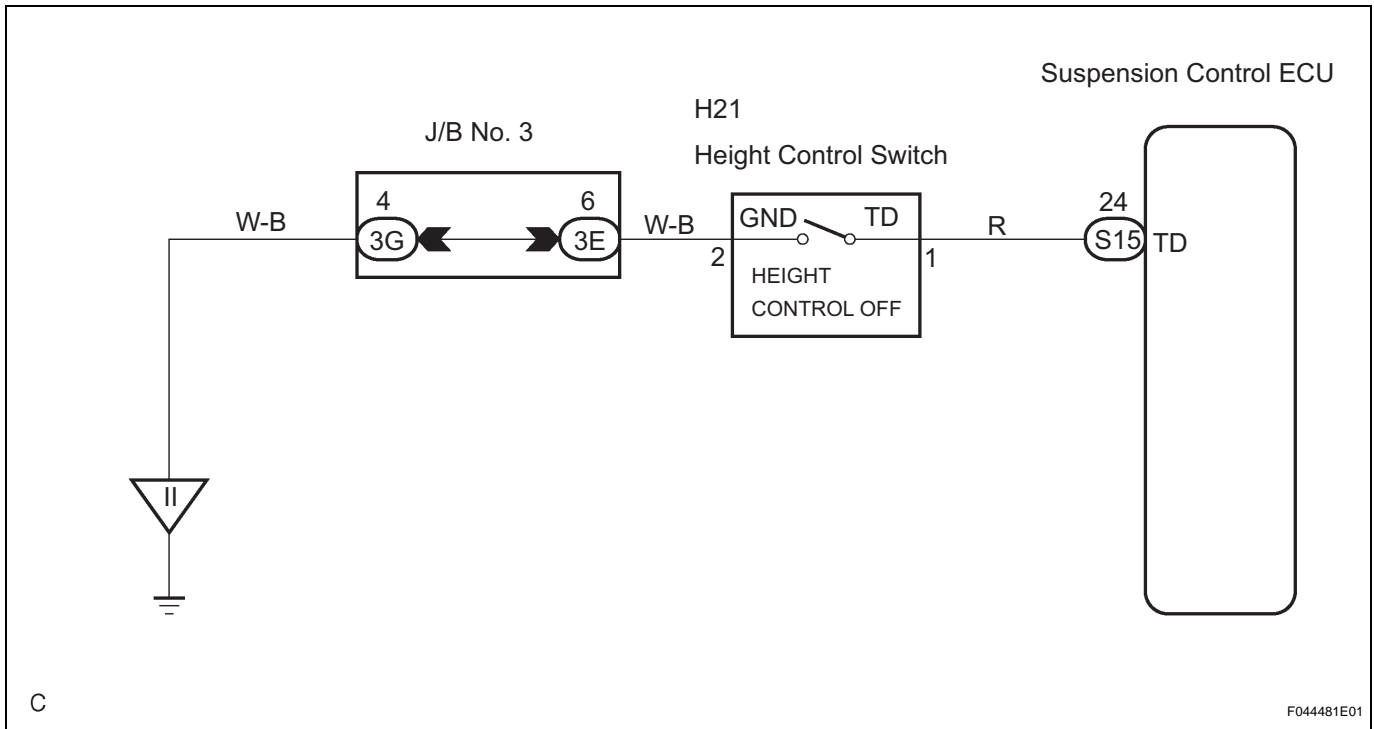 Suspension Control ECU
H21
Height Control Switch
J/B No. 3
4
6
24
W-B
3G
3E
W-B
GND
TD
R
S15
TD
2
1
HEIGHT
CONTROL OFF
II
C
F044481E01